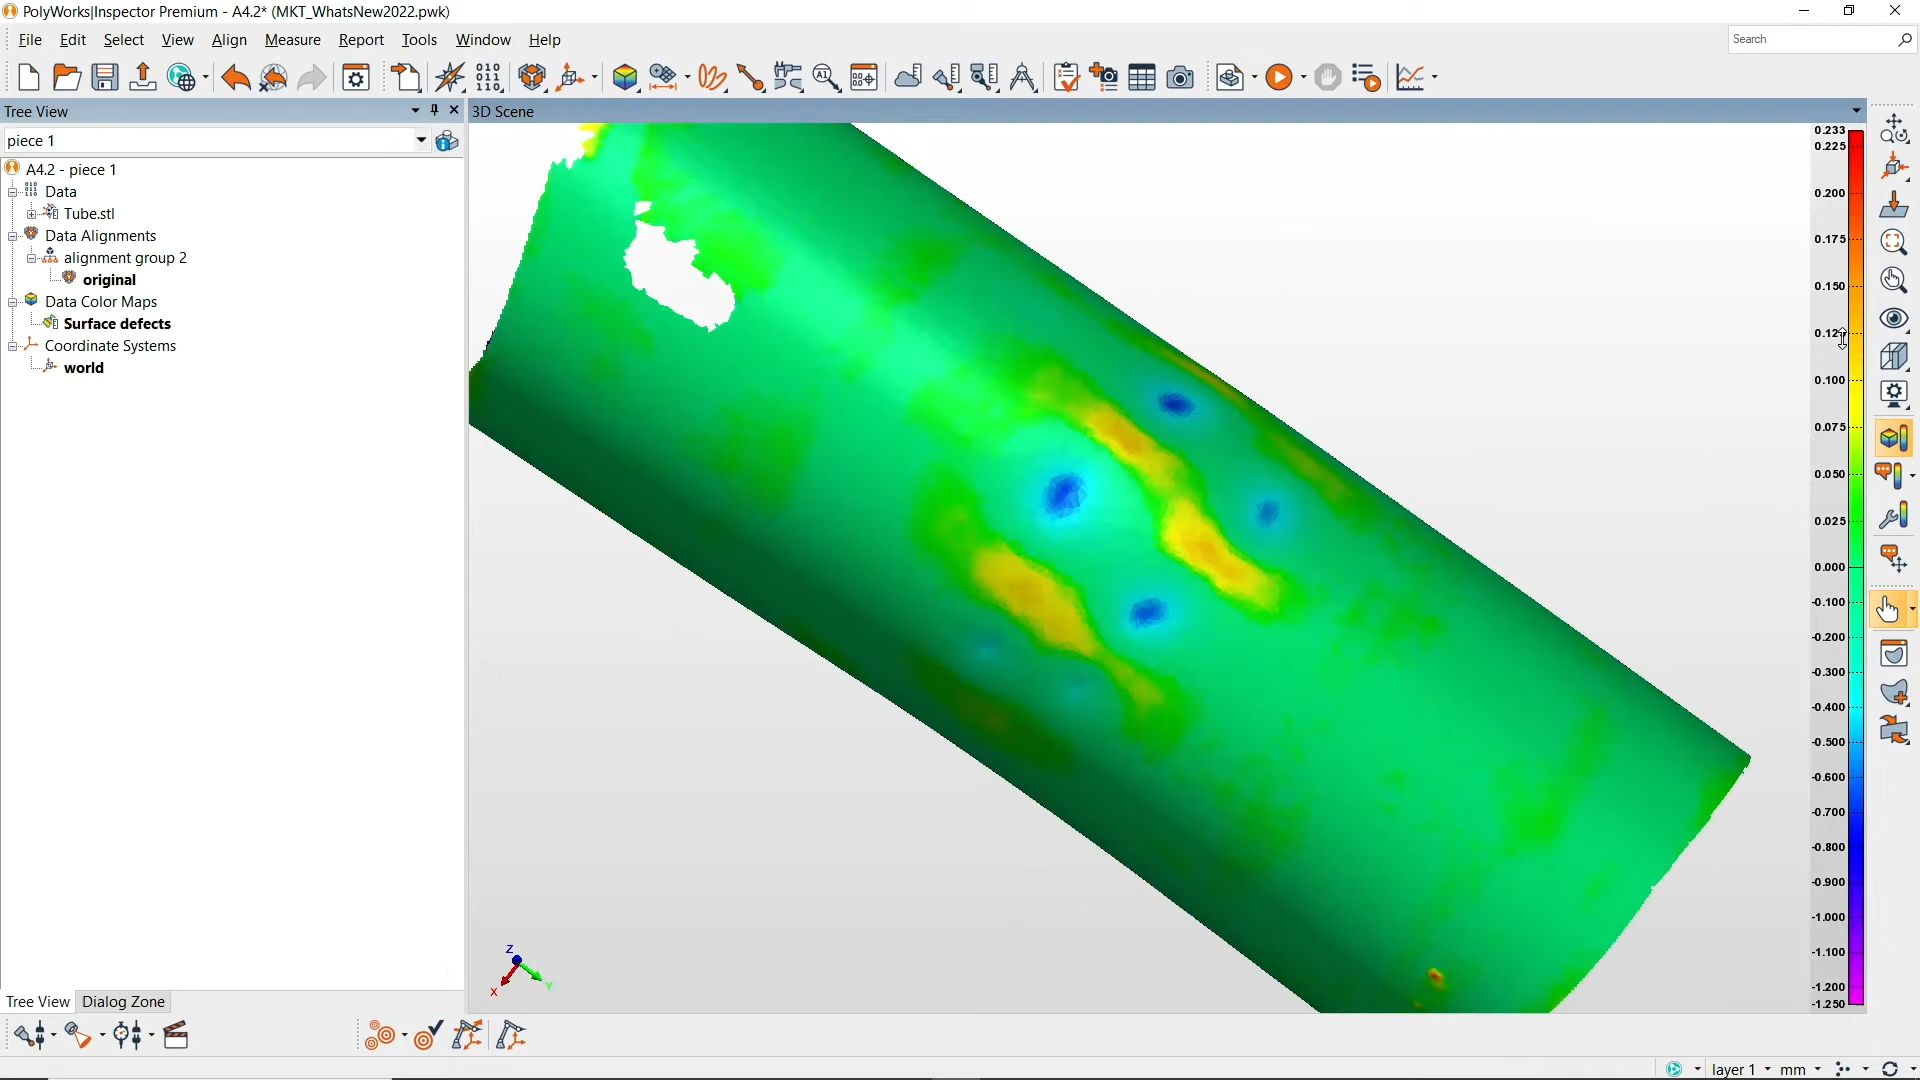 PolyWorks|Inspector Premium - A4.2* (MKT_WhatsNew2022.pwk)
File Edit Select View Align Measure Report Tools Window Help
Search
Tree View
3D Scene
piece 1
A4.2 - piece 1
Data
Tube.stl
Data Alignments
alignment group 2
original
Data Color Maps
Surface defects
Coordinate Systems
world
0.233
0.225
0.200
0.175
0.150
0.100
0.075
0.050
0.025
0.000
-0.100
-0.200
-0.300
-0.400
-0.500
-0.600
-0.700
-0.800
-0.900
-1.000
-1.100
-1.200
-1.250
Z
X
Y
Tree View
Dialog Zone
layer 1
mm